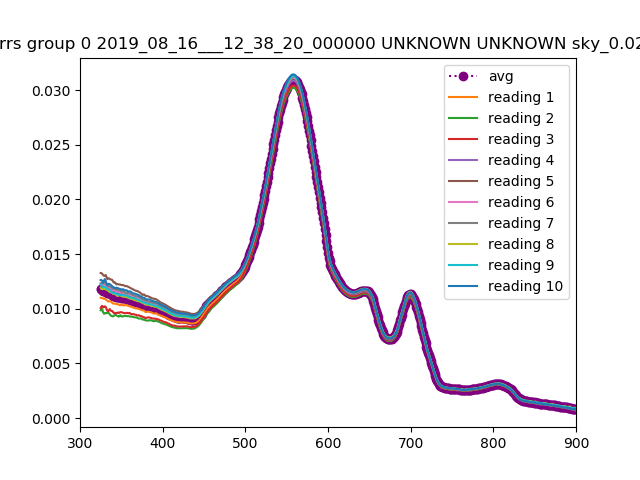 rrs group 0 2019_08_16___12_38_20_000000 UNKNOWN UNKNOWN sky_0.02
0.030
0.025
0.020
0.015
0.010
0.005
0.000
300 400 500 600 700 800 900
avg
reading 1
reading 2
reading 3
reading 4
reading 5
reading 6
reading 7
reading 8
reading 9
reading 10